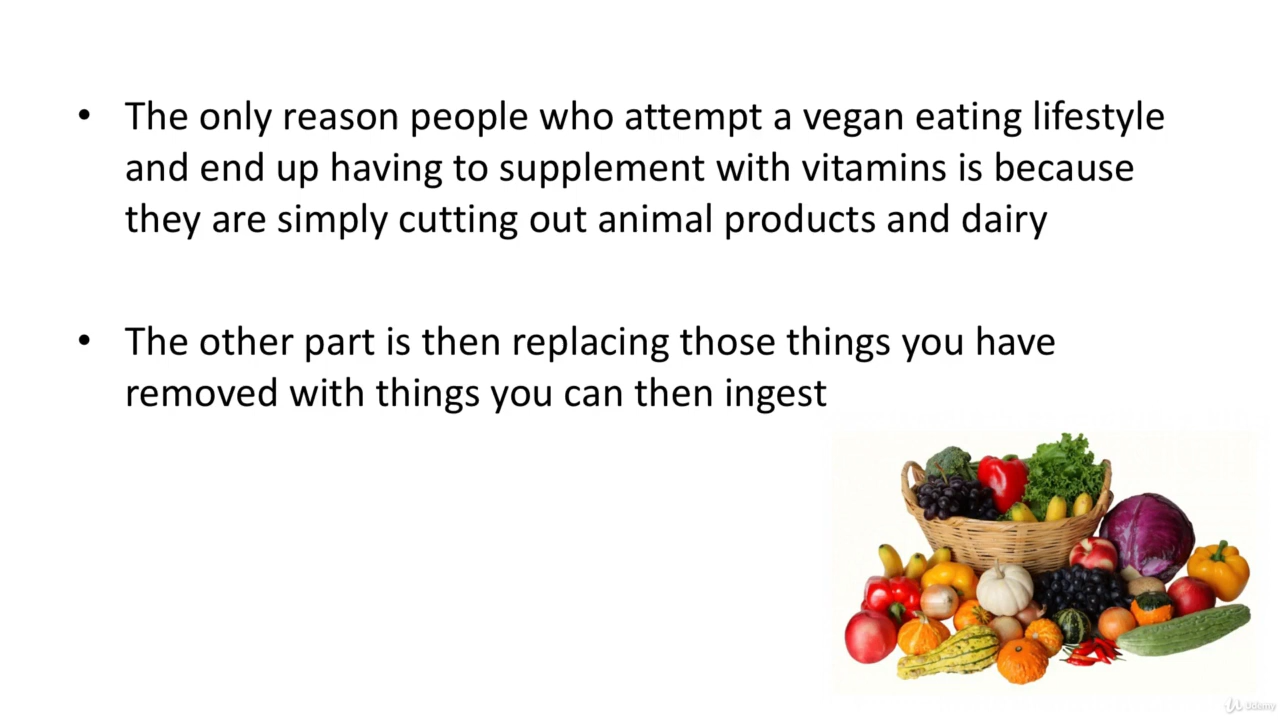 • The only reason people who attempt a vegan eating lifestyle
and end up having to supplement with vitamins is because
they are simply cutting out animal products and dairy
• The other part is then replacing those things you have
removed with things you can then ingest
Udemy